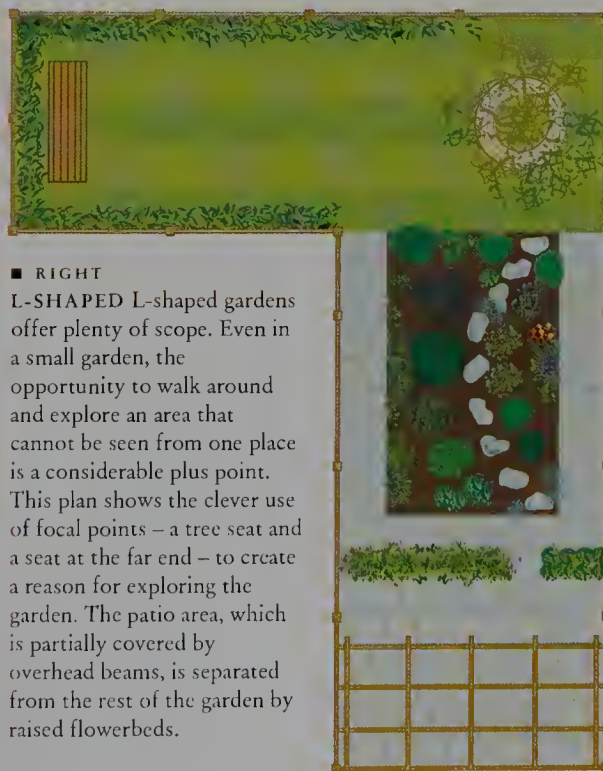 ■ RIGHT
L-SHAPED L-shaped gardens
offer plenty of scope. Even in
a small garden, the
opportunity to walk around
and explore an area that
cannot be seen from one place
is a considerable plus point.
This plan shows the clever use
of focal points – a tree seat and
a seat at the far end – to create
a reason for exploring the
garden. The patio area, which
is partially covered by
overhead beams, is separated
from the rest of the garden by
raised flowerbeds.